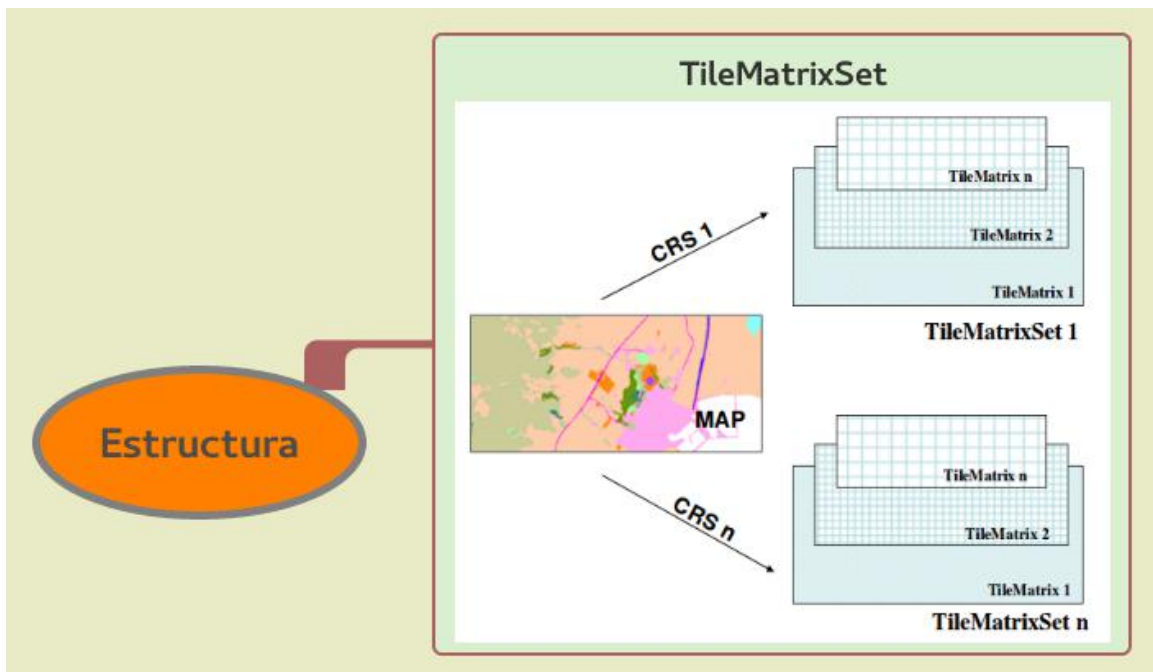 TileMatrixSet
TileMatrix n
TileMatrix 2
TileMatrix 1
TileMatrixSet 1
CRS 1
MAP
Estructura
CRS n
TileMatrix n
TileMatrix 2
TileMatrix 1
TileMatrixSet n